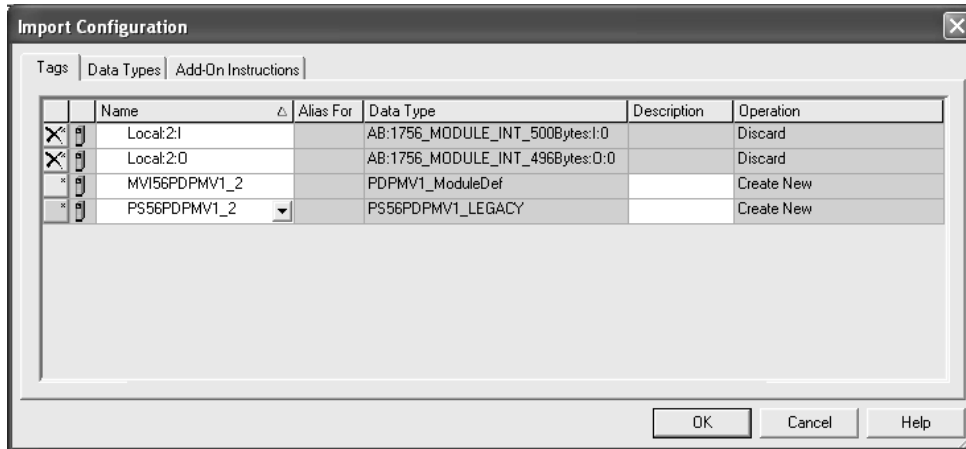 Import Configuration
Tags Data Types Add-On Instructions
Name Alias For Data Type Description Operation
Local:2:I AB:1756_MODULE_INT_500Bytes:I:0 Discard
Local:2:O AB:1756_MODULE_INT_496Bytes:O:0 Discard
MVI56PDPMV1_2 PDPMV1_ModuleDef Create New
PS56PDPMV1_2 PS56PDPMV1_LEGACY Create New
OK Cancel Help